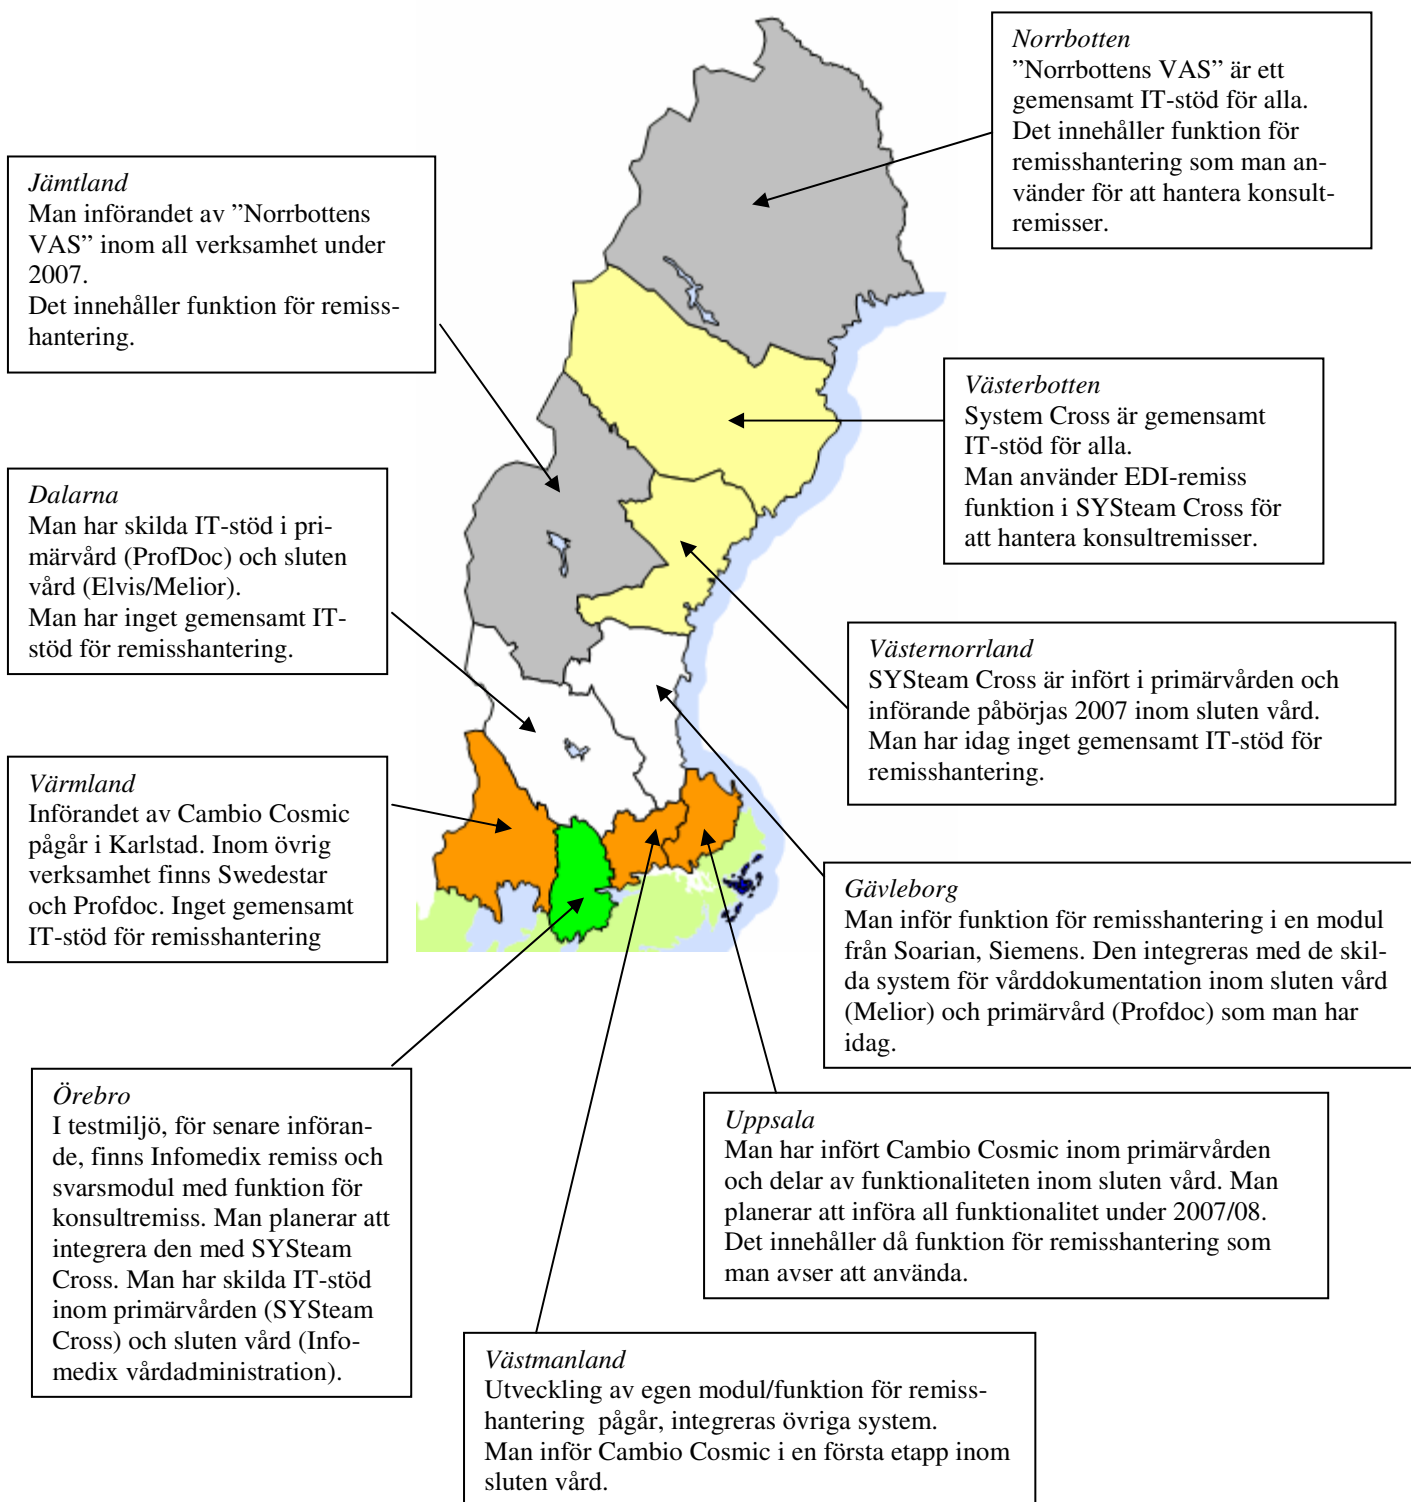 Norrbotten
”Norrbottens VAS” är ett
gemensamt IT-stöd för alla.
Det innehåller funktion för
remisshantering som man an-
vänder för att hantera konsult-
remisser.
Jämtland
Man införandet av ”Norrbottens
VAS” inom all verksamhet under
2007.
Det innehåller funktion för remiss-
hantering.
Västerbotten
System Cross är gemensamt
IT-stöd för alla.
Man använder EDI-remiss
funktion i SYSteam Cross för
att hantera konsultremisser.
Dalarna
Man har skilda IT-stöd i pri-
märvård (ProfDoc) och sluten
vård (Elvis/Melior).
Man har inget gemensamt IT-
stöd för remisshantering.
Västernorrland
SYSteam Cross är infört i primärvården och
införande påbörjas 2007 inom sluten vård.
Man har idag inget gemensamt IT-stöd för
remisshantering.
Värmland
Införandet av Cambio Cosmic
pågår i Karlstad. Inom övrig
verksamhet finns Swedestar
och Profdoc. Inget gemensamt
IT-stöd för remisshantering
Gävleborg
Man inför funktion för remisshantering i en modul
från Soarian, Siemens. Den integreras med de skil-
da system för vårddokumentation inom sluten vård
(Melior) och primärvård (Profdoc) som man har
idag.
Örebro
I testmiljö, för senare införan-
de, finns Infomedix remiss och
svarsmodul med funktion för
konsultremiss. Man planerar att
integrera den med SYSteam
Cross. Man har skilda IT-stöd
inom primärvården (SYSteam
Cross) och sluten vård (Info-
medix vårdadministration).
Uppsala
Man har infört Cambio Cosmic inom primärvården
och delar av funktionaliteten inom sluten vård. Man
planerar att införa all funktionalitet under 2007/08.
Det innehåller då funktion för remisshantering som
man avser att använda.
Västmanland
Utveckling av egen modul/funktion för remiss-
hantering  pågår, integreras övriga system.
Man inför Cambio Cosmic i en första etapp inom
sluten vård.